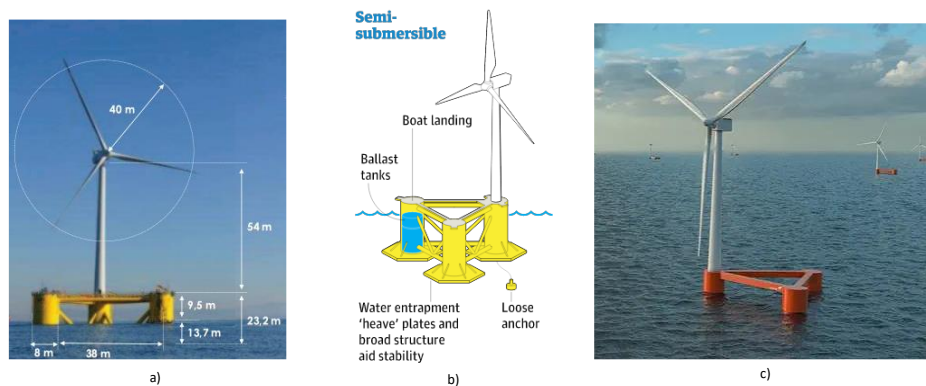 40 m
54 m
9,5 m
23,2 m
13,7 m
8 m
38 m
a)
Semi-
submersible
Boat landing
Ballast
tanks
Water entrapment
'heave' plates and
broad structure
aid stability
Loose
anchor
b)
c)